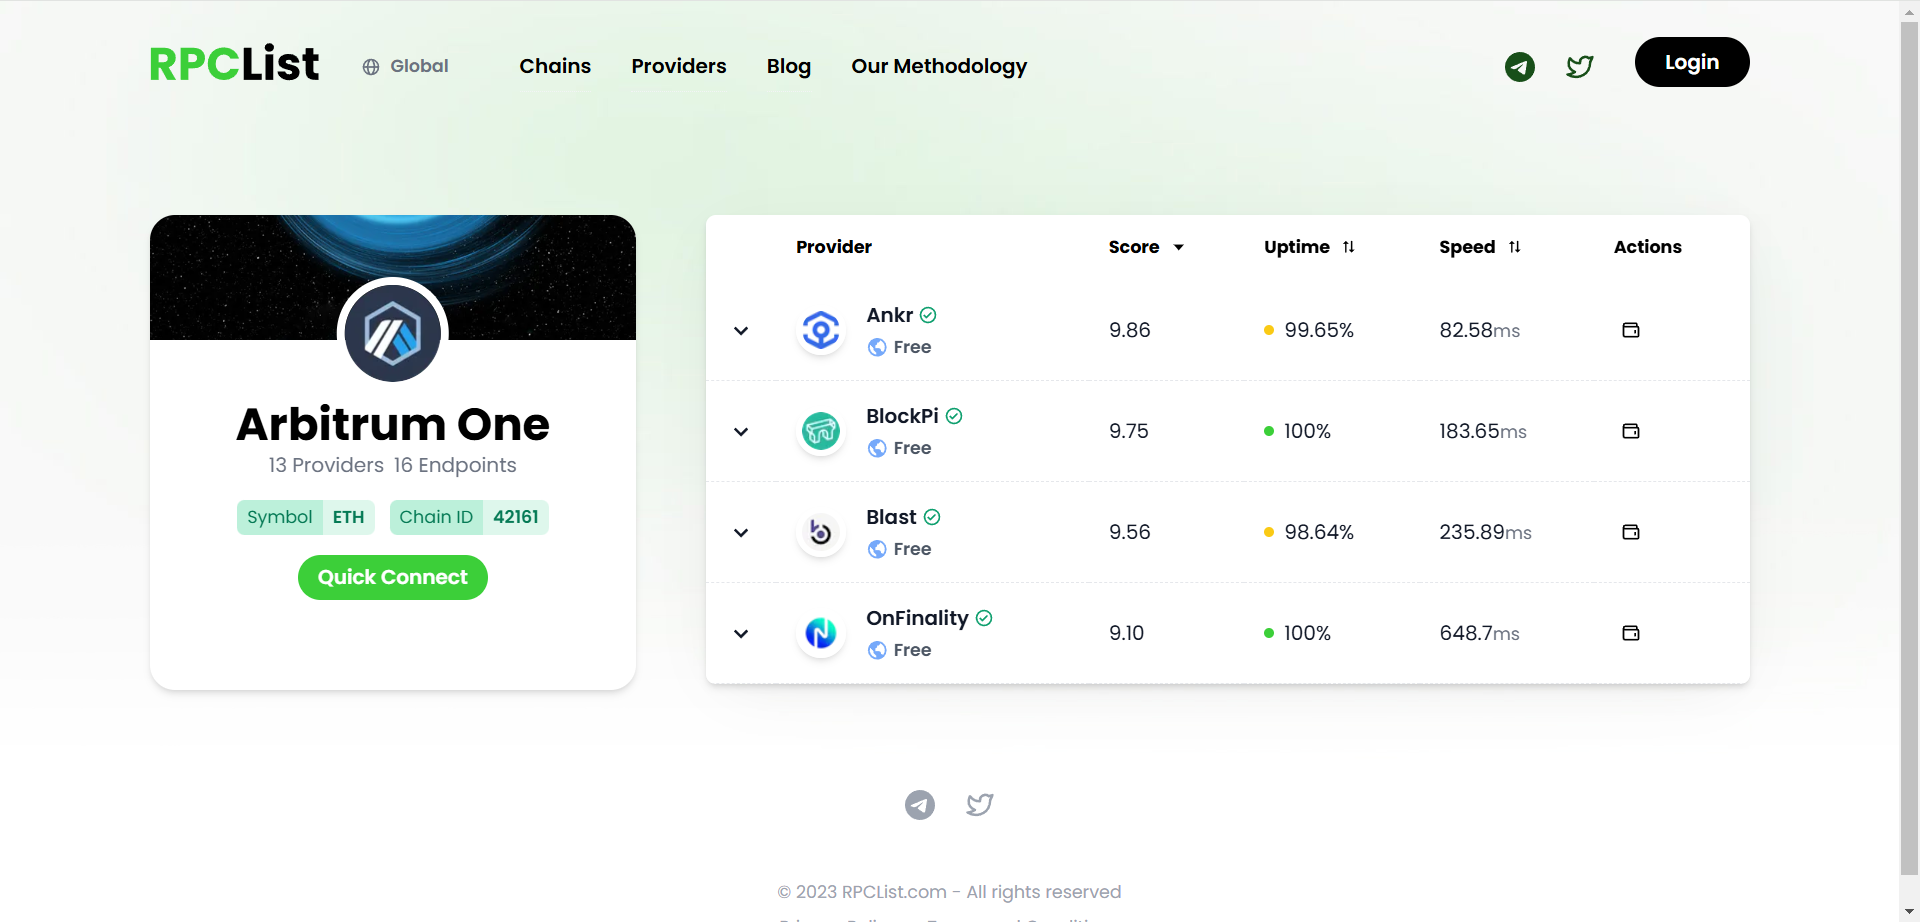 RPCList
Global
Chains
Providers
Blog
Our Methodology
Login
Arbitrum One
13 Providers 16 Endpoints
Symbol ETH
Chain ID 42161
Quick Connect
Provider Score Uptime Speed Actions
Ankr
Free
9.86 99.65% 82.58ms
BlockPi
Free
9.75 100% 183.65ms
Blast
Free
9.56 98.64% 235.89ms
OnFinality
Free
9.10 100% 648.7ms
© 2023 RPCList.com - All rights reserved